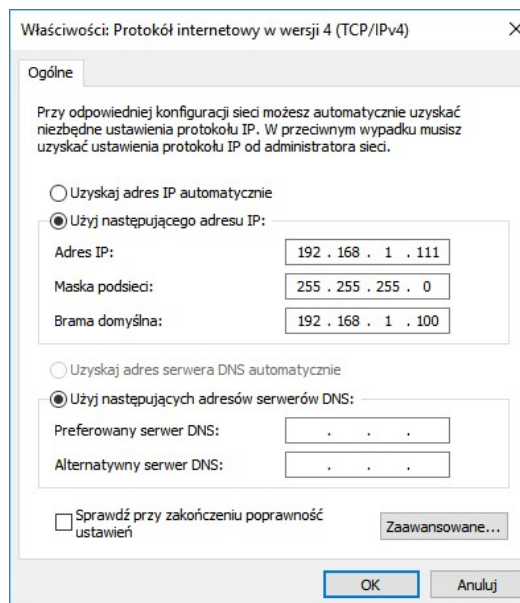 Właściwości: Protokół internetowy w wersji 4 (TCP/IPv4)
Ogólne
Przy odpowiedniej konfiguracji sieci możesz automatycznie uzyskać
niezbędne ustawienia protokołu IP. W przeciwnym wypadku musisz
uzyskać ustawienia protokołu IP od administratora sieci.
Uzyskaj adres IP automatycznie
Użyj następującego adresu IP:
Adres IP: 192 . 168 . 1 . 111
Maska podsieci: 255 . 255 . 255 . 0
Brama domyślna: 192 . 168 . 1 . 100
Uzyskaj adres serwera DNS automatycznie
Użyj następujących adresów serwerów DNS:
Preferowany serwer DNS: . . .
Alternatywny serwer DNS: . . .
Sprawdź przy zakończeniu poprawność
ustawień
Zaawansowane...
OK Anuluj